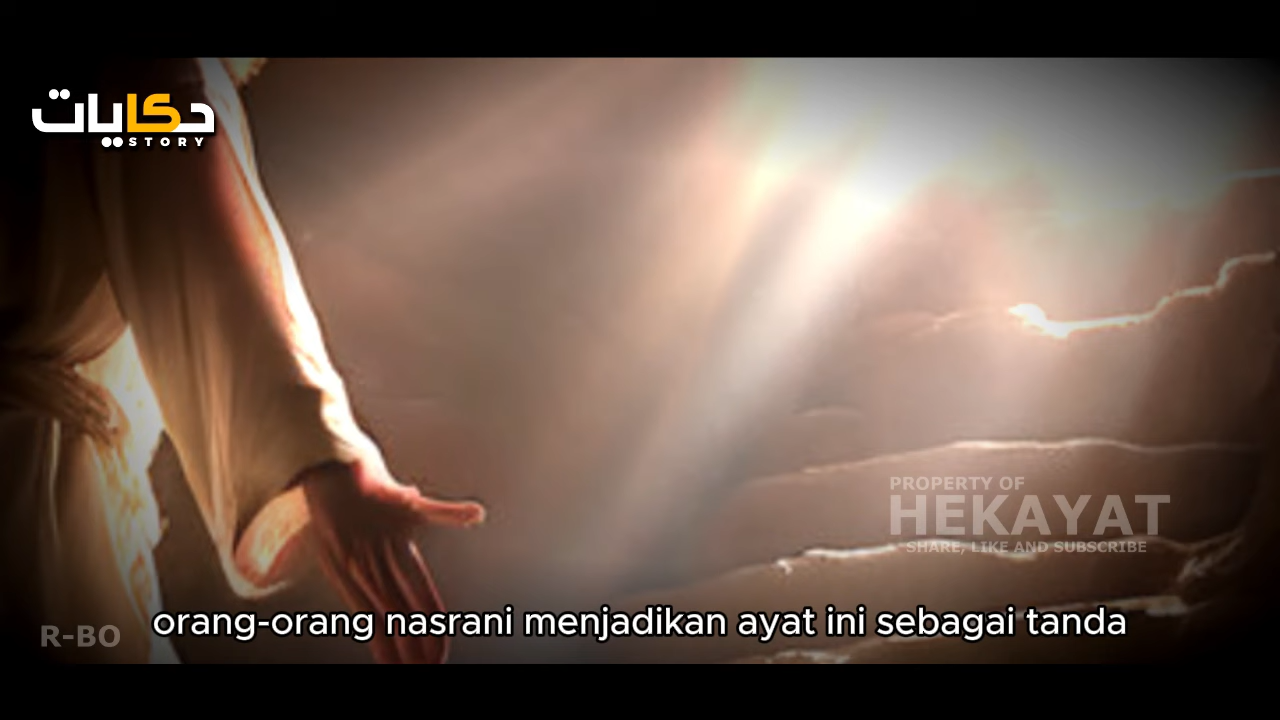 حكايات
STORY
PROPERTY OF
HEKAYAT
SHARE, LIKE AND SUBSCRIBE
R-BO
orang-orang nasrani menjadikan ayat ini sebagai tanda